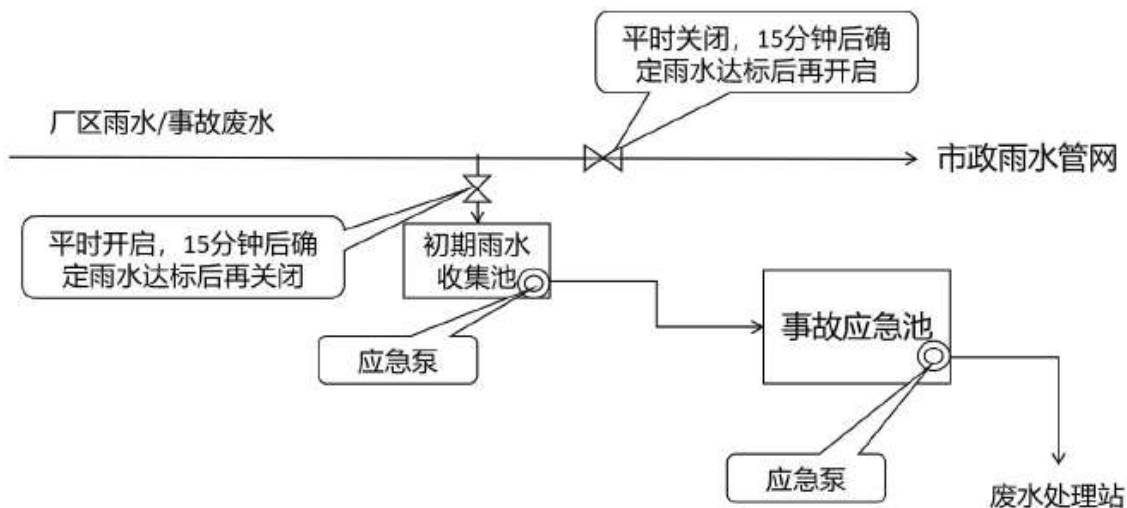 平时关闭，15分钟后确
定雨水达标后再开启
厂区雨水/事故废水
市政雨水管网
平时开启，15分钟后确
定雨水达标后再关闭
初期雨水
收集池
事故应急池
应急泵
应急泵
废水处理站